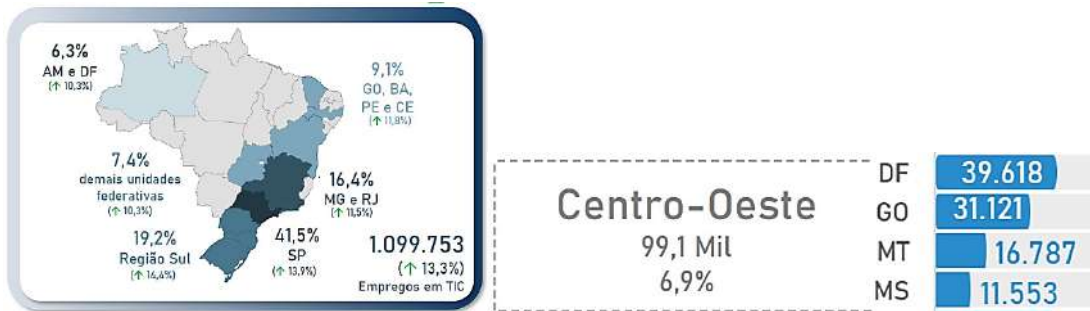 6,3%
AM e DF
(↑ 10,3%)
9,1%
GO, BA,
PE e CE
(↑ 11,8%)
7,4%
demais unidades
federativas
(↑ 10,3%)
16,4%
MG e RJ
(↑ 11,5%)
19,2%
Região Sul
(↑ 14,4%)
41,5%
SP
(↑ 13,9%)
1.099.753
(↑ 13,3%)
Empregos em TIC
Centro-Oeste
99,1 Mil
6,9%
DF 39.618
GO 31.121
MT 16.787
MS 11.553